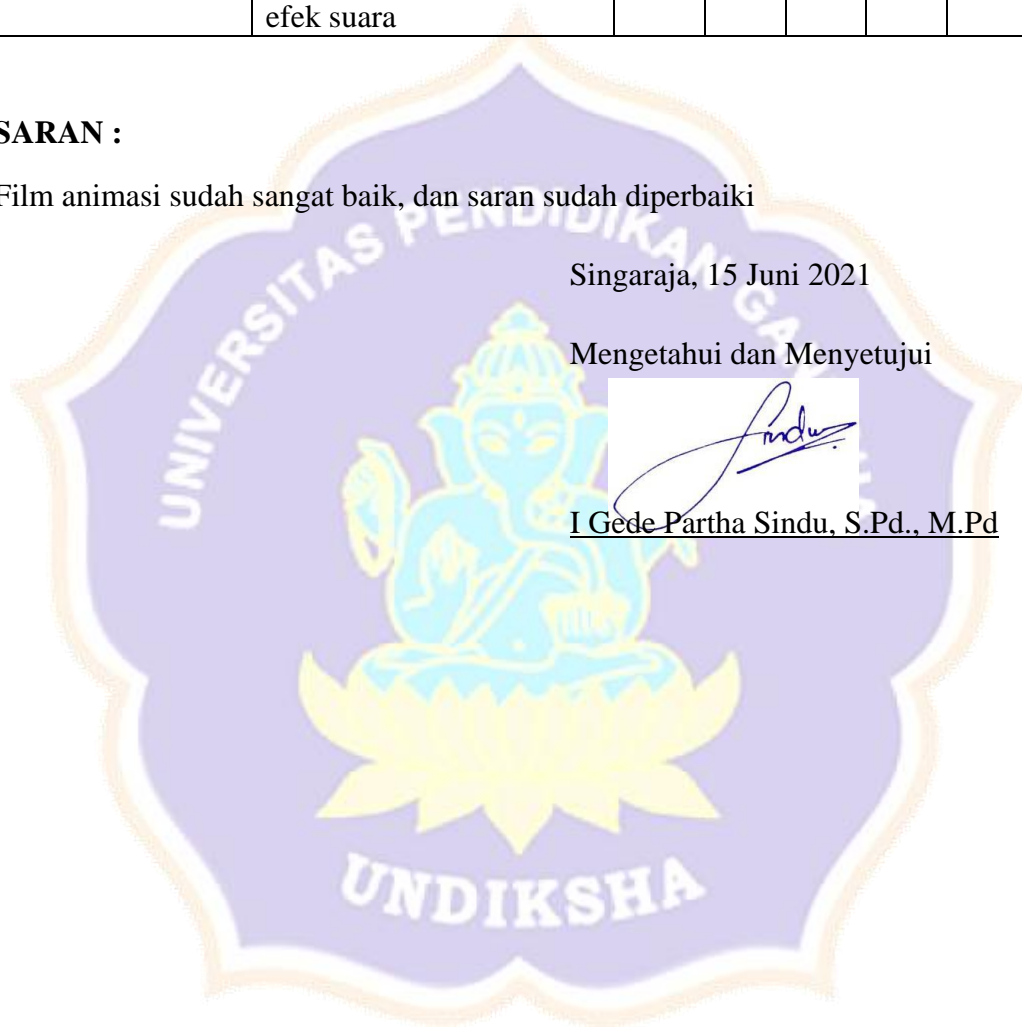 efek suara
SARAN :
Film animasi sudah sangat baik, dan saran sudah diperbaiki
Singaraja, 15 Juni 2021
Mengetahui dan Menyetujui
Sindu
I Gede Partha Sindu, S.Pd., M.Pd
UNIVERSITAS PENDIDIKAN
UNDIKSHA